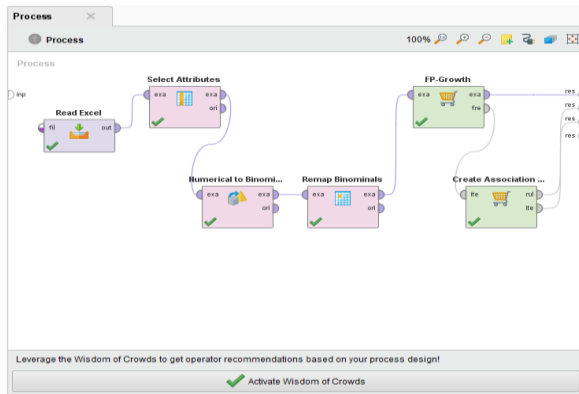 Process
Process
100%
Process
inp
res
res
res
res
Read Excel
fil
out
Select Attributes
exa
exa
ori
Numerical to Binomi...
exa
exa
ori
Remap Binominals
exa
exa
ori
FP-Growth
exa
exa
fre
Create Association ...
ite
rul
ite
Leverage the Wisdom of Crowds to get operator recommendations based on your process design!
Activate Wisdom of Crowds